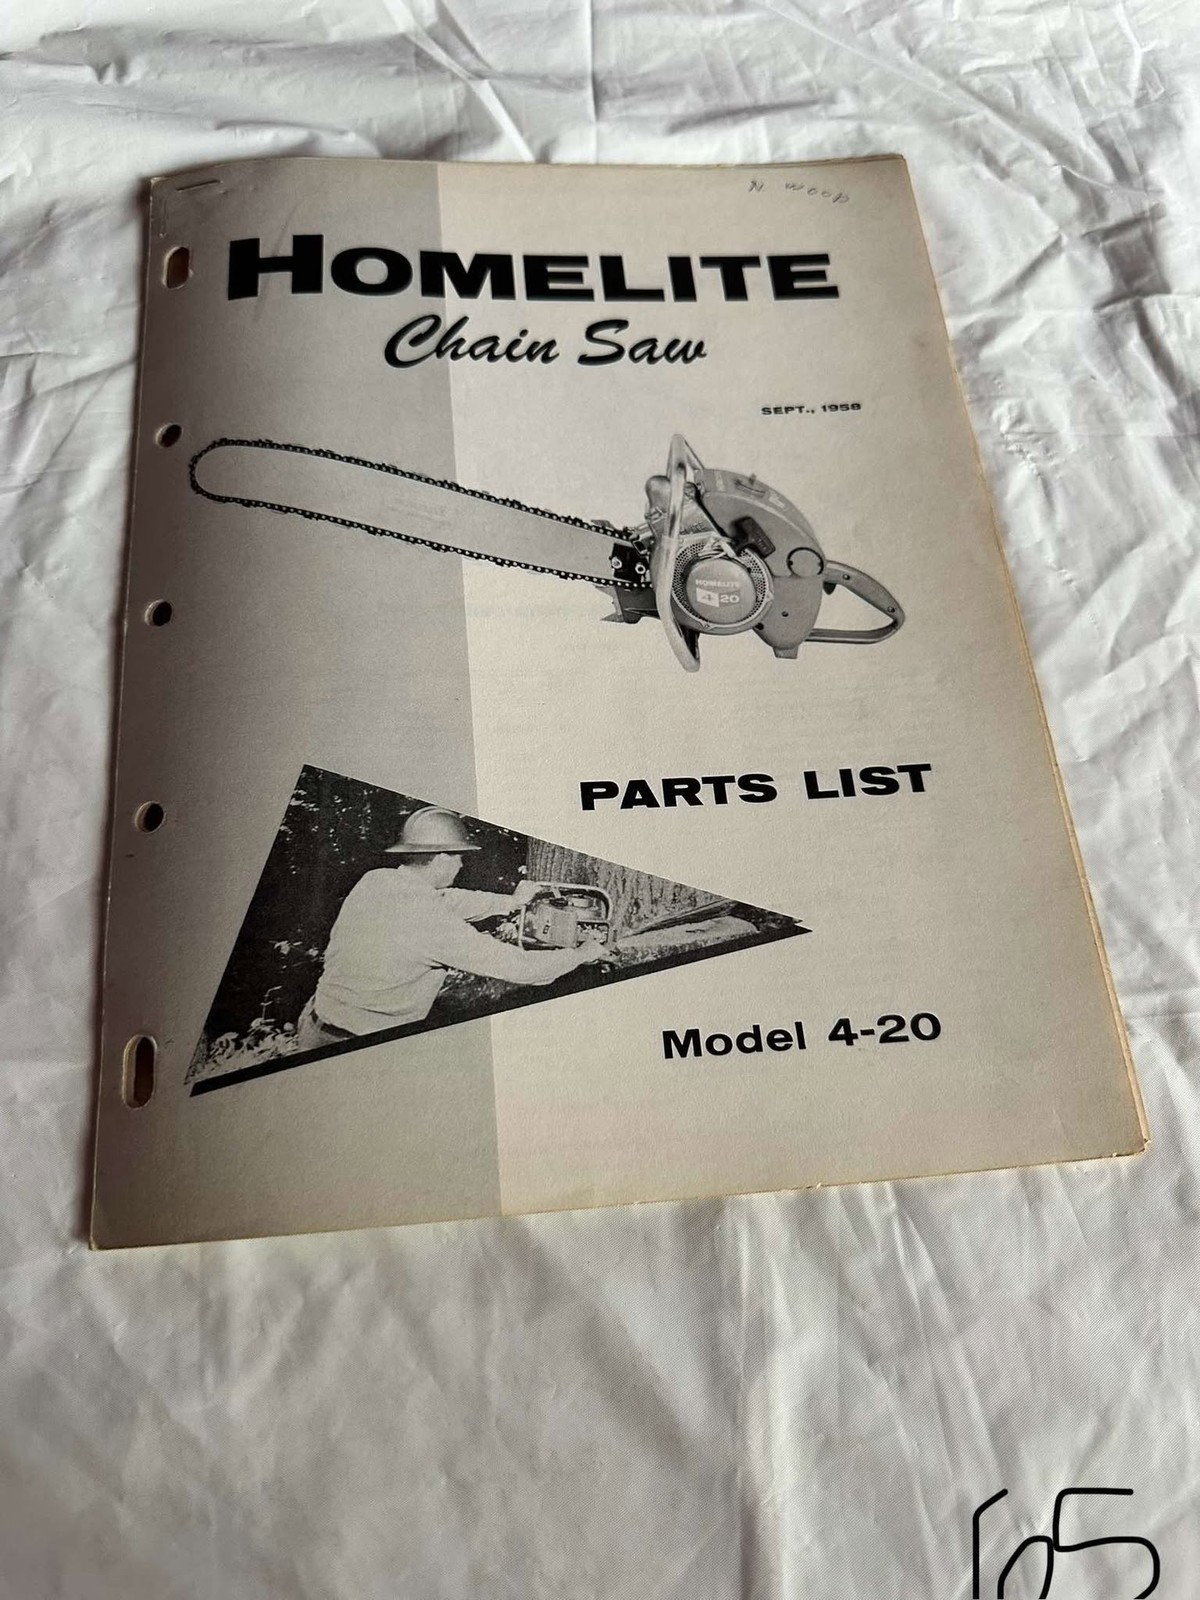 N. WOOD
HOMELITE
Chain Saw
SEPT., 1958
HOMELITE
4-20
PARTS LIST
Model 4-20
65